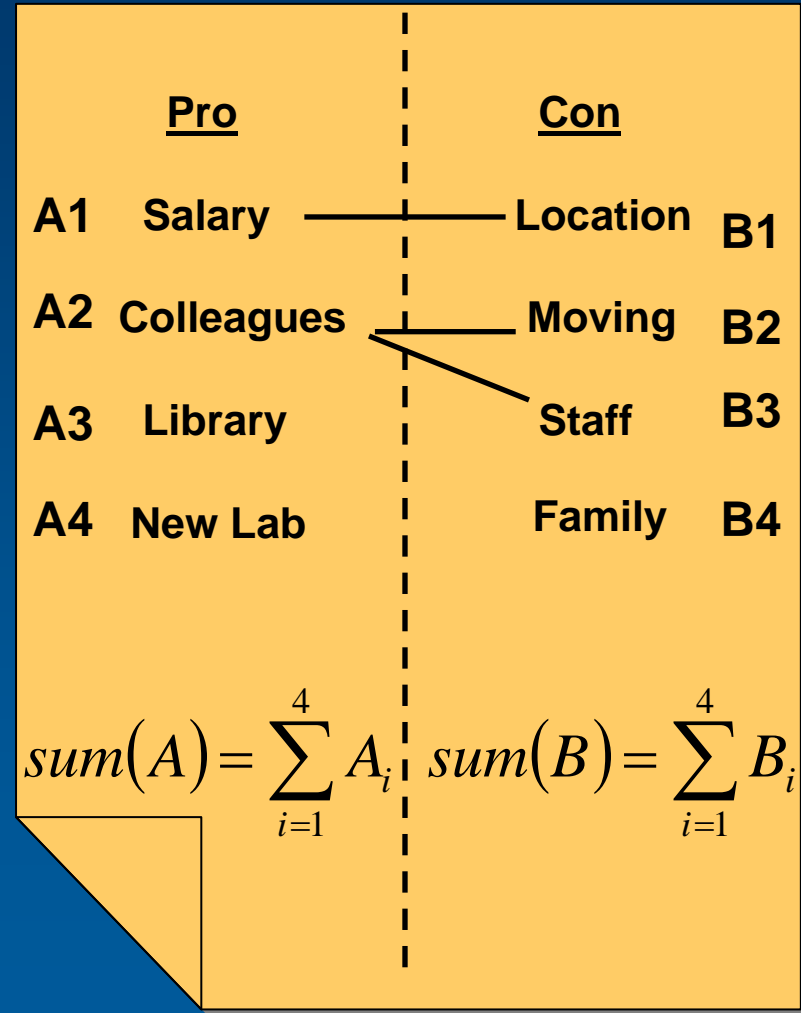 Pro Con
A1 Salary Location B1
A2 Colleagues Moving B2
A3 Library Staff B3
A4 New Lab Family B4
sum(A) = ∑_{i=1}^{4} A_i sum(B) = ∑_{i=1}^{4} B_i